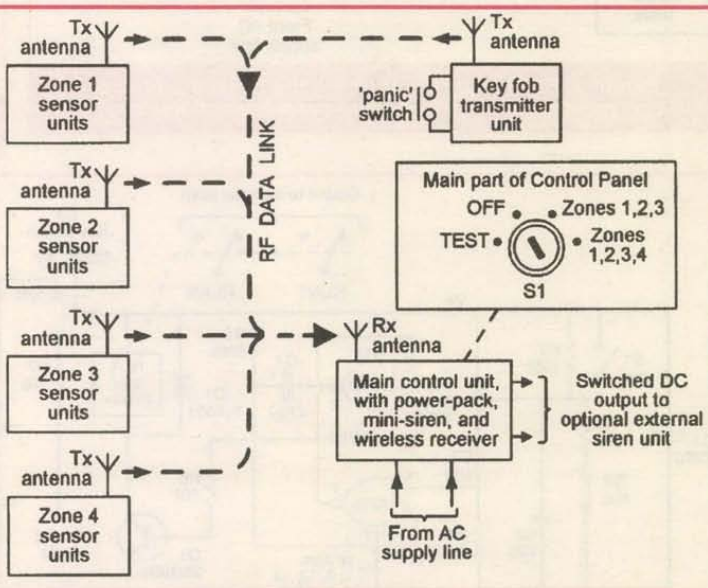 Tx
antenna
Zone 1
sensor
units
Tx
antenna
'panic'
switch
Key fob
transmitter
unit
Tx
antenna
Zone 2
sensor
units
RF DATA LINK
Main part of Control Panel
OFF
Zones 1,2,3
TEST
Zones
1,2,3,4
S1
Tx
antenna
Zone 3
sensor
units
Rx
antenna
Main control unit,
with power-pack,
mini-siren, and
wireless receiver
Switched DC
output to
optional external
siren unit
Tx
antenna
Zone 4
sensor
units
From AC
supply line